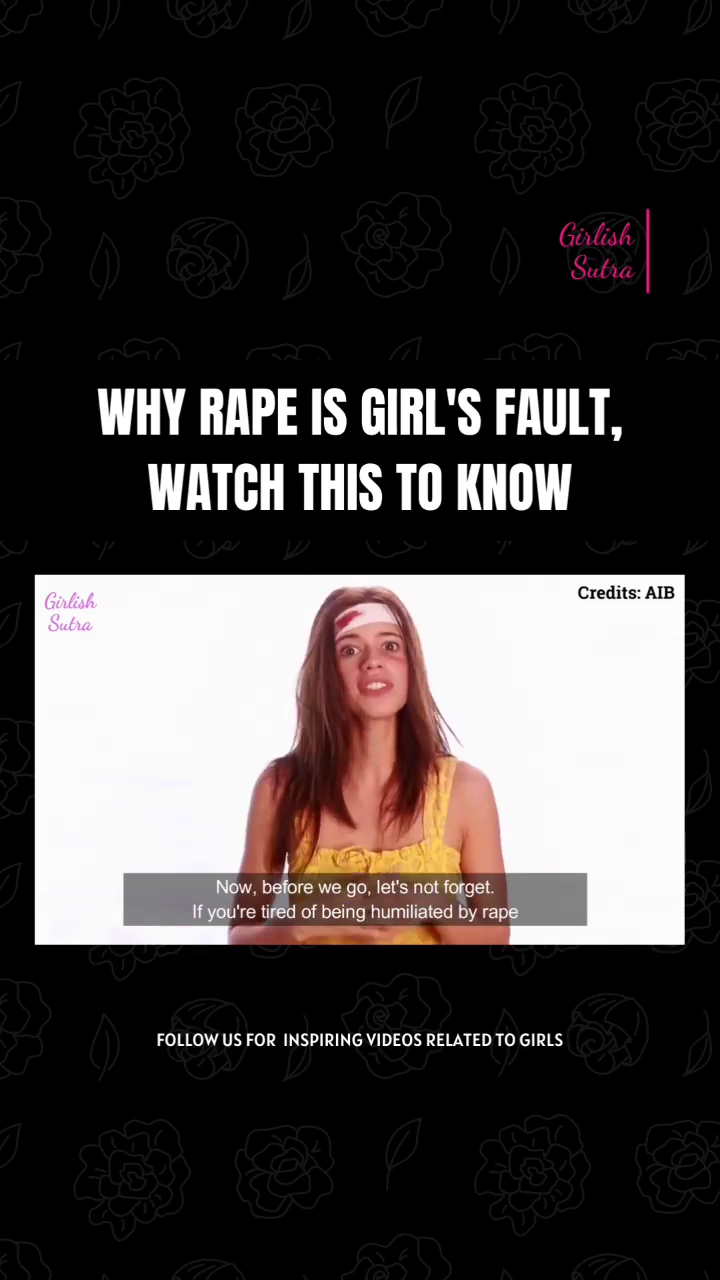 Girlish
Sutra
WHY RAPE IS GIRL'S FAULT,
WATCH THIS TO KNOW
Girlish
Sutra
Credits: AIB
Now, before we go, let's not forget.
If you're tired of being humiliated by rape
FOLLOW US FOR INSPIRING VIDEOS RELATED TO GIRLS